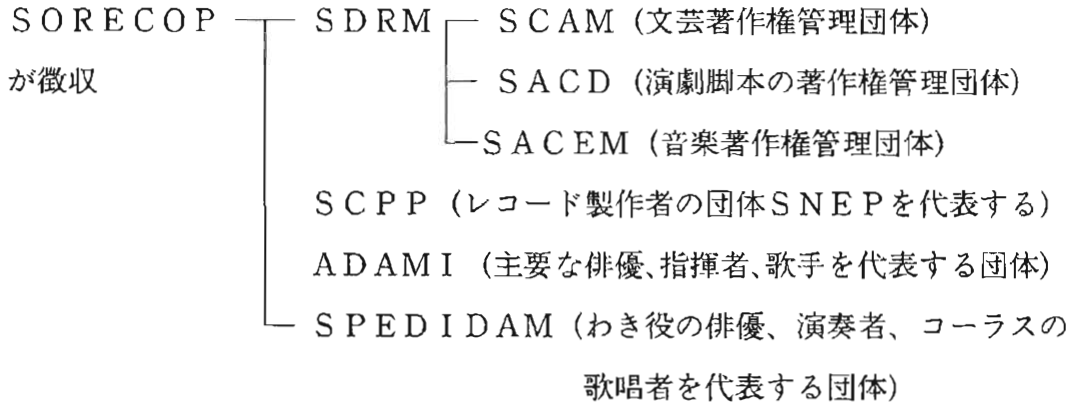 SORECOP SDRM SCAM (文芸著作権管理団体)
が徴収 SACD (演劇脚本の著作権管理団体)
SACEM (音楽著作権管理団体)
SCPP (レコード製作者の団体SNEPを代表する)
ADAMI (主要な俳優、指揮者、歌手を代表する団体)
SPEDIDAM (わき役の俳優、演奏者、コーラスの
歌唱者を代表する団体)